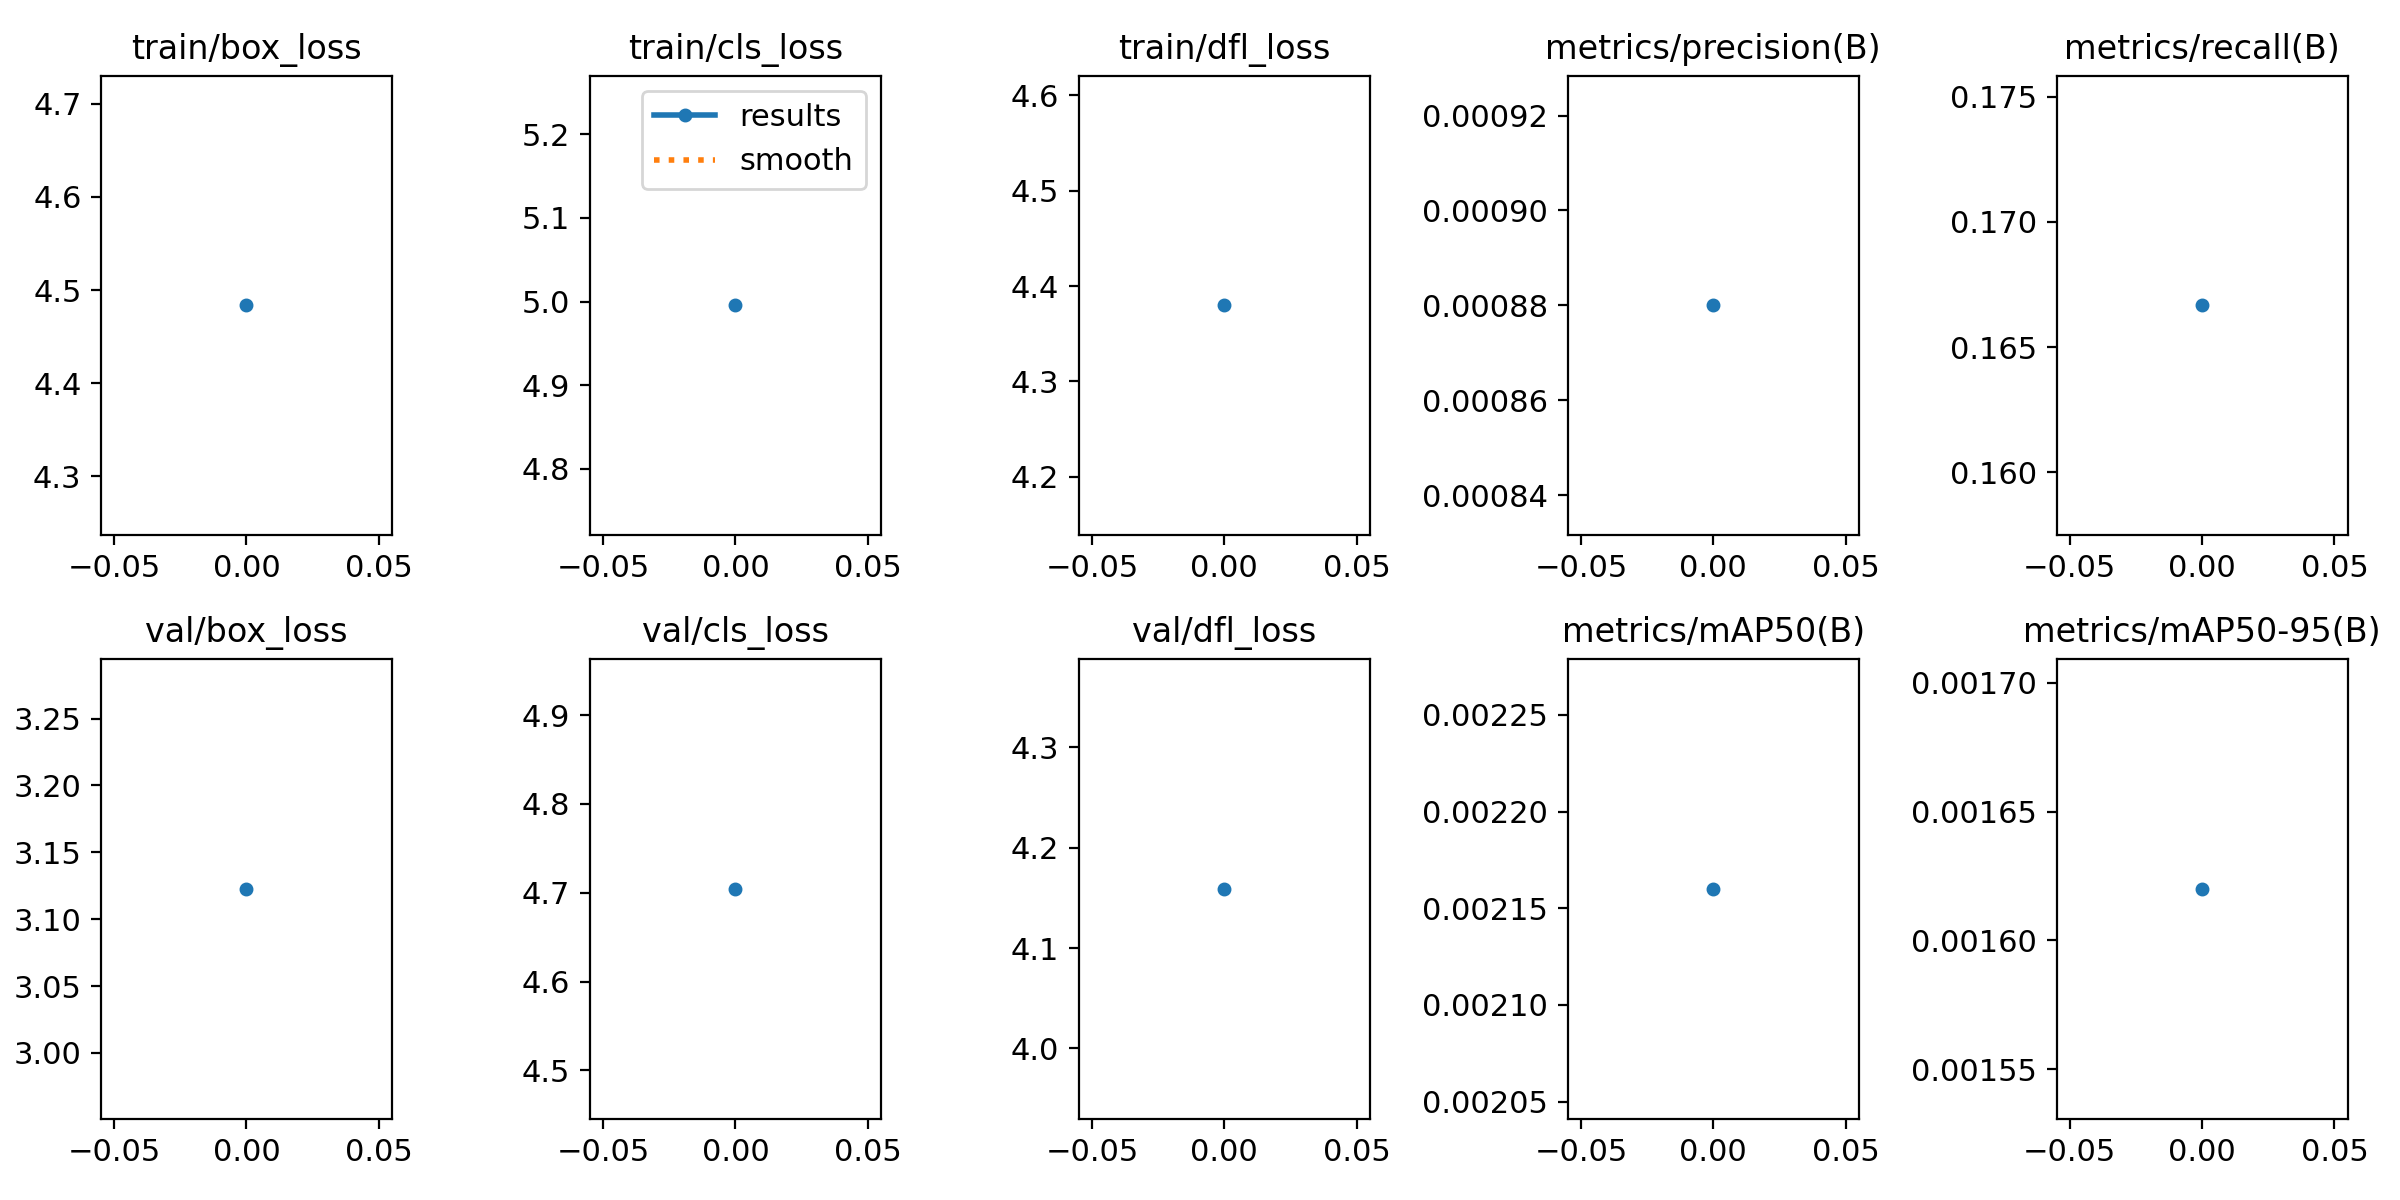 train/box_loss
4.7
4.6
4.5
4.4
4.3
−0.05 0.00 0.05
train/cls_loss
results
smooth
5.2
5.1
5.0
4.9
4.8
−0.05 0.00 0.05
train/dfl_loss
4.6
4.5
4.4
4.3
4.2
−0.05 0.00 0.05
metrics/precision(B)
0.00092
0.00090
0.00088
0.00086
0.00084
−0.05 0.00 0.05
metrics/recall(B)
0.175
0.170
0.165
0.160
−0.05 0.00 0.05
val/box_loss
3.25
3.20
3.15
3.10
3.05
3.00
−0.05 0.00 0.05
val/cls_loss
4.9
4.8
4.7
4.6
4.5
−0.05 0.00 0.05
val/dfl_loss
4.3
4.2
4.1
4.0
−0.05 0.00 0.05
metrics/mAP50(B)
0.00225
0.00220
0.00215
0.00210
0.00205
−0.05 0.00 0.05
metrics/mAP50-95(B)
0.00170
0.00165
0.00160
0.00155
−0.05 0.00 0.05